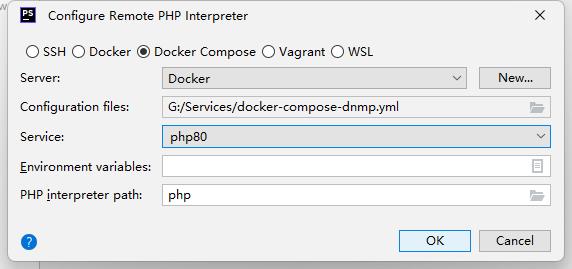 PS Configure Remote PHP Interpreter
SSH Docker Docker Compose Vagrant WSL
Server: Docker New...
Configuration files: G:/Services/docker-compose-dnmp.yml
Service: php80
Environment variables:
PHP interpreter path: php
? OK Cancel